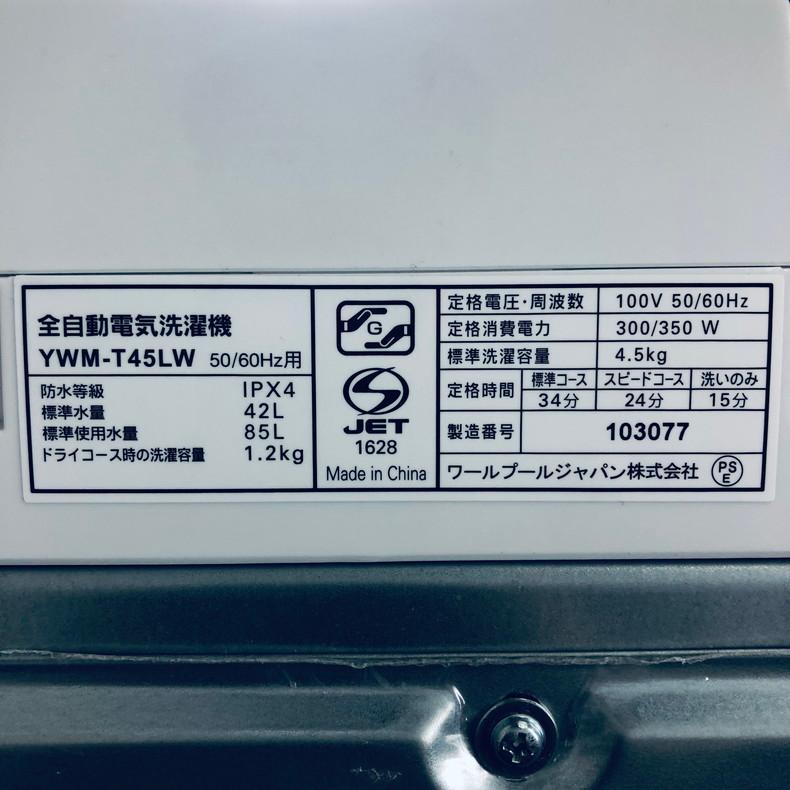 全自動電気洗濯機
YWM-T45LW 50/60Hz用
防水等級 IPX4
標準水量 42L
標準使用水量 85L
ドライコース時の洗濯容量 1.2kg
G
S
JET
1628
Made in China
定格電圧・周波数 100V 50/60Hz
定格消費電力 300/350 W
標準洗濯容量 4.5kg
定格時間 標準コース スピードコース 洗いのみ
34分 24分 15分
製造番号 103077
ワールプールジャパン株式会社 PS
E